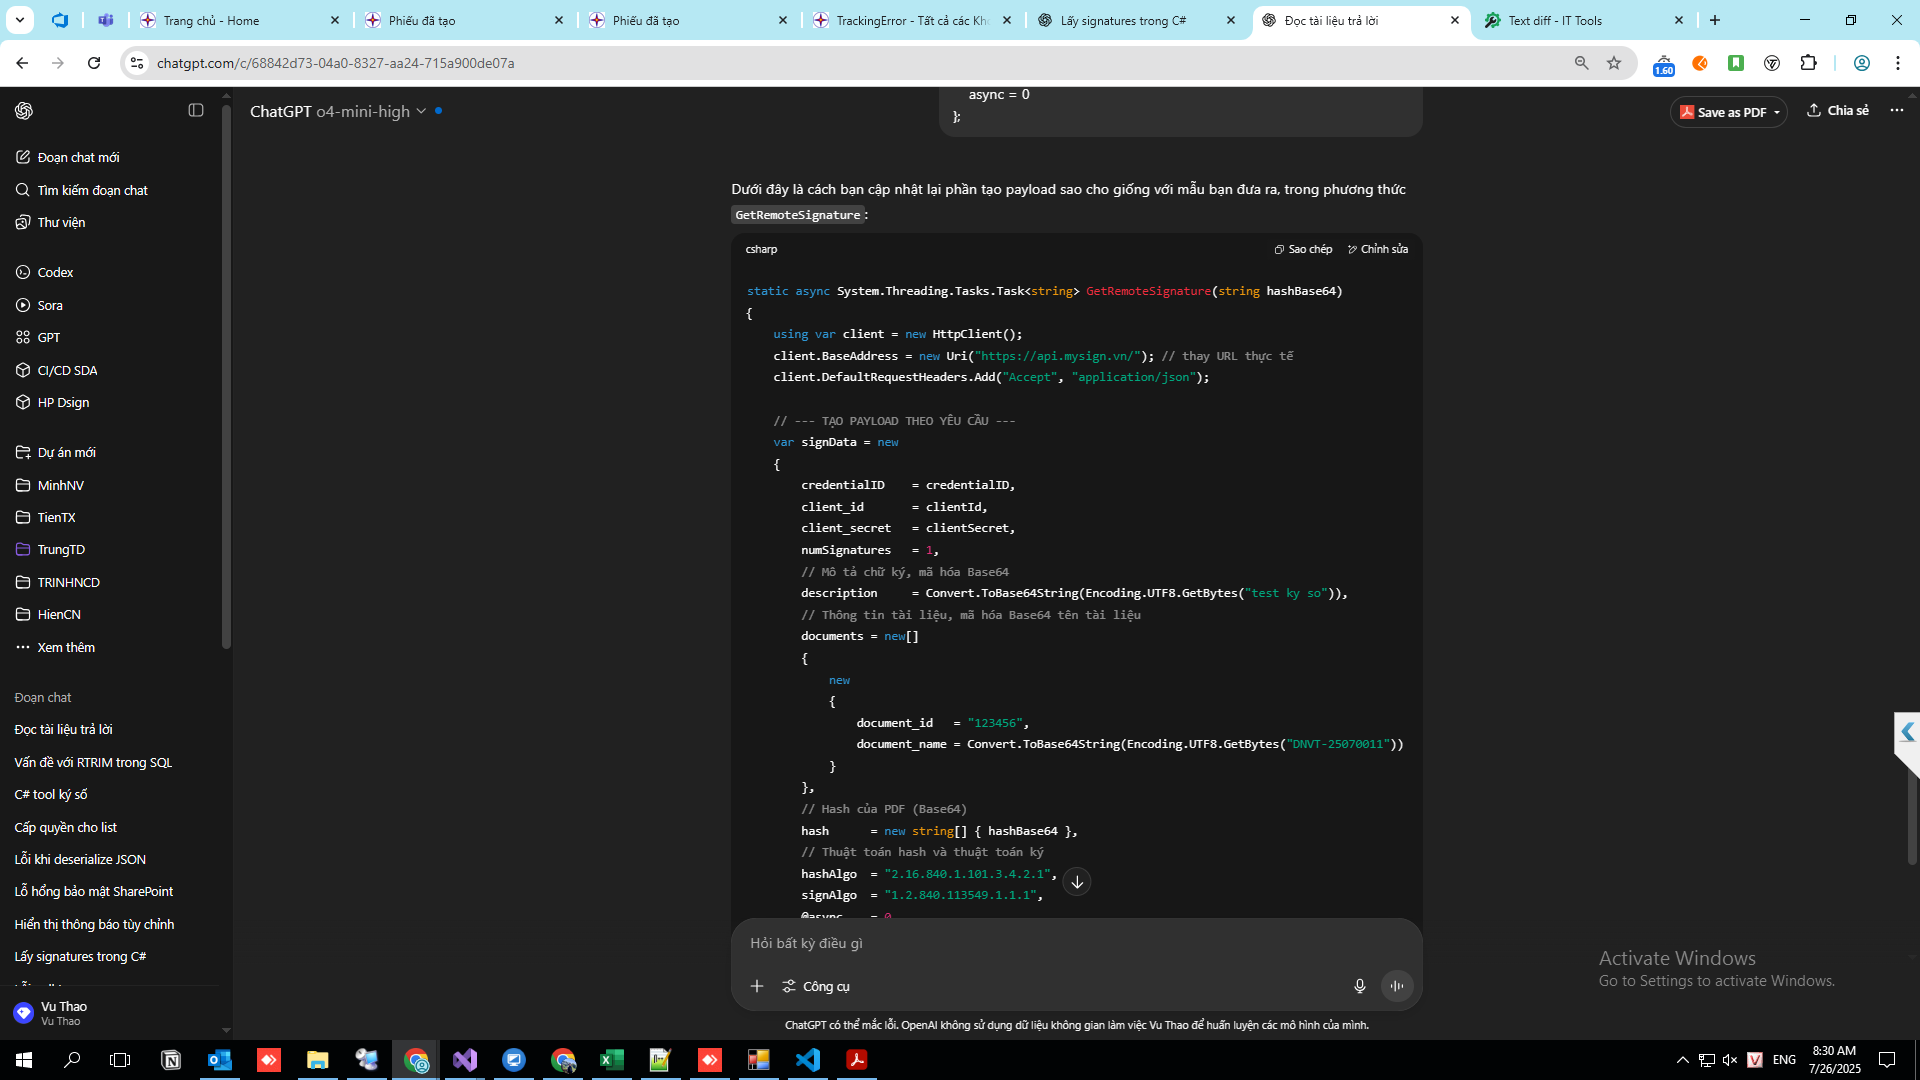 Trang chủ - Home
Phiếu đã tạo
Phiếu đã tạo
TrackingError - Tất cả các Kh
Lấy signatures trong C#
Đọc tài liệu trả lời
Text diff - IT Tools
chatgpt.com/c/68842d73-04a0-8327-aa24-715a900de07a
1.60
ChatGPT o4-mini-high
Save as PDF
Chia sẻ
Đoạn chat mới
Tìm kiếm đoạn chat
Thư viện
Codex
Sora
GPT
CI/CD SDA
HP Dsign
Dự án mới
MinhNV
TienTX
TrungTD
TRINHNCD
HienCN
Xem thêm
Đoạn chat
Đọc tài liệu trả lời
Vấn đề với RTRIM trong SQL
C# tool ký số
Cấp quyền cho list
Lỗi khi deserialize JSON
Lỗ hổng bảo mật SharePoint
Hiển thị thông báo tùy chỉnh
Lấy signatures trong C#
Vu Thao
Vu Thao
async = 0
};
Dưới đây là cách bạn cập nhật lại phần tạo payload sao cho giống với mẫu bạn đưa ra, trong phương thức
GetRemoteSignature:
csharp
Sao chép
Chỉnh sửa
static async System.Threading.Tasks.Task<string> GetRemoteSignature(string hashBase64)
{
using var client = new HttpClient();
client.BaseAddress = new Uri("https://api.mysign.vn/"); // thay URL thực tế
client.DefaultRequestHeaders.Add("Accept", "application/json");
// --- TẠO PAYLOAD THEO YÊU CẦU ---
var signData = new
{
credentialID = credentialID,
client_id = clientId,
client_secret = clientSecret,
numSignatures = 1,
// Mô tả chữ ký, mã hóa Base64
description = Convert.ToBase64String(Encoding.UTF8.GetBytes("test ky so")),
// Thông tin tài liệu, mã hóa Base64 tên tài liệu
documents = new[]
{
new
{
document_id = "123456",
document_name = Convert.ToBase64String(Encoding.UTF8.GetBytes("DNVT-25070011"))
}
},
// Hash của PDF (Base64)
hash = new string[] { hashBase64 },
// Thuật toán hash và thuật toán ký
hashAlgo = "2.16.840.1.101.3.4.2.1",
signAlgo = "1.2.840.113549.1.1.1",
@async = 0
Hỏi bất kỳ điều gì
Công cụ
ChatGPT có thể mắc lỗi. OpenAI không sử dụng dữ liệu không gian làm việc Vu Thao để huấn luyện các mô hình của mình.
Activate Windows
Go to Settings to activate Windows.
ENG
8:30 AM
7/26/2025